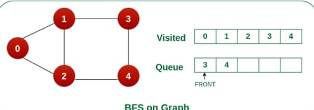 1 3
0
2 4
Visited 0 1 2 3 4
Queue 3 4
FRONT
BFS on Graph